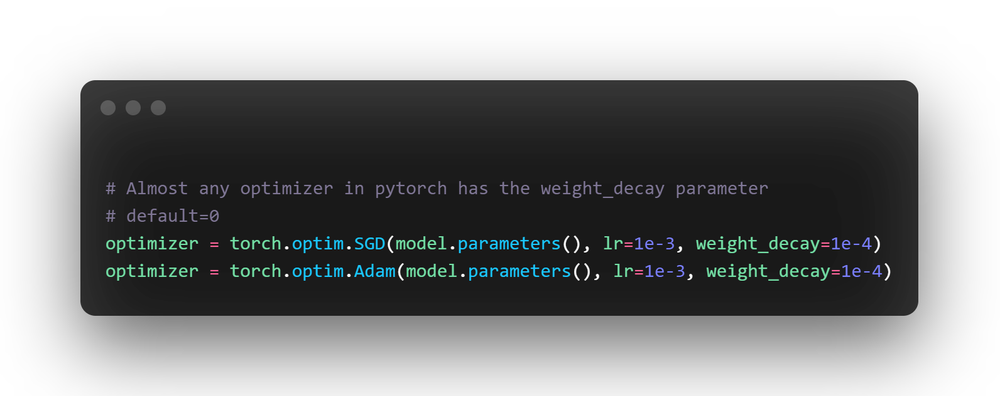 # Almost any optimizer in pytorch has the weight_decay parameter
# default=0
optimizer = torch.optim.SGD(model.parameters(), lr=1e-3, weight_decay=1e-4)
optimizer = torch.optim.Adam(model.parameters(), lr=1e-3, weight_decay=1e-4)